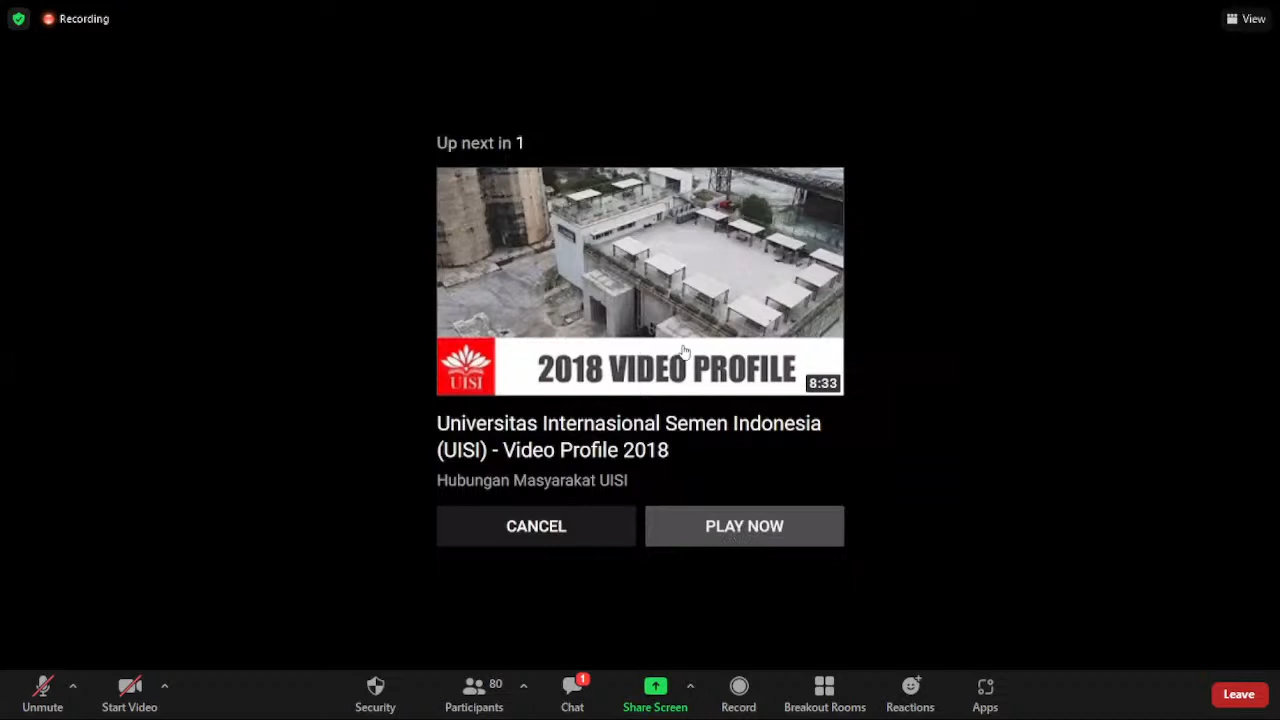 Recording
View
Up next in 1
UISI
2018 VIDEO PROFILE
8:33
Universitas Internasional Semen Indonesia
(UISI) - Video Profile 2018
Hubungan Masyarakat UISI
CANCEL
PLAY NOW
80
1
Unmute
Start Video
Security
Participants
Chat
Share Screen
Record
Breakout Rooms
Reactions
Apps
Leave